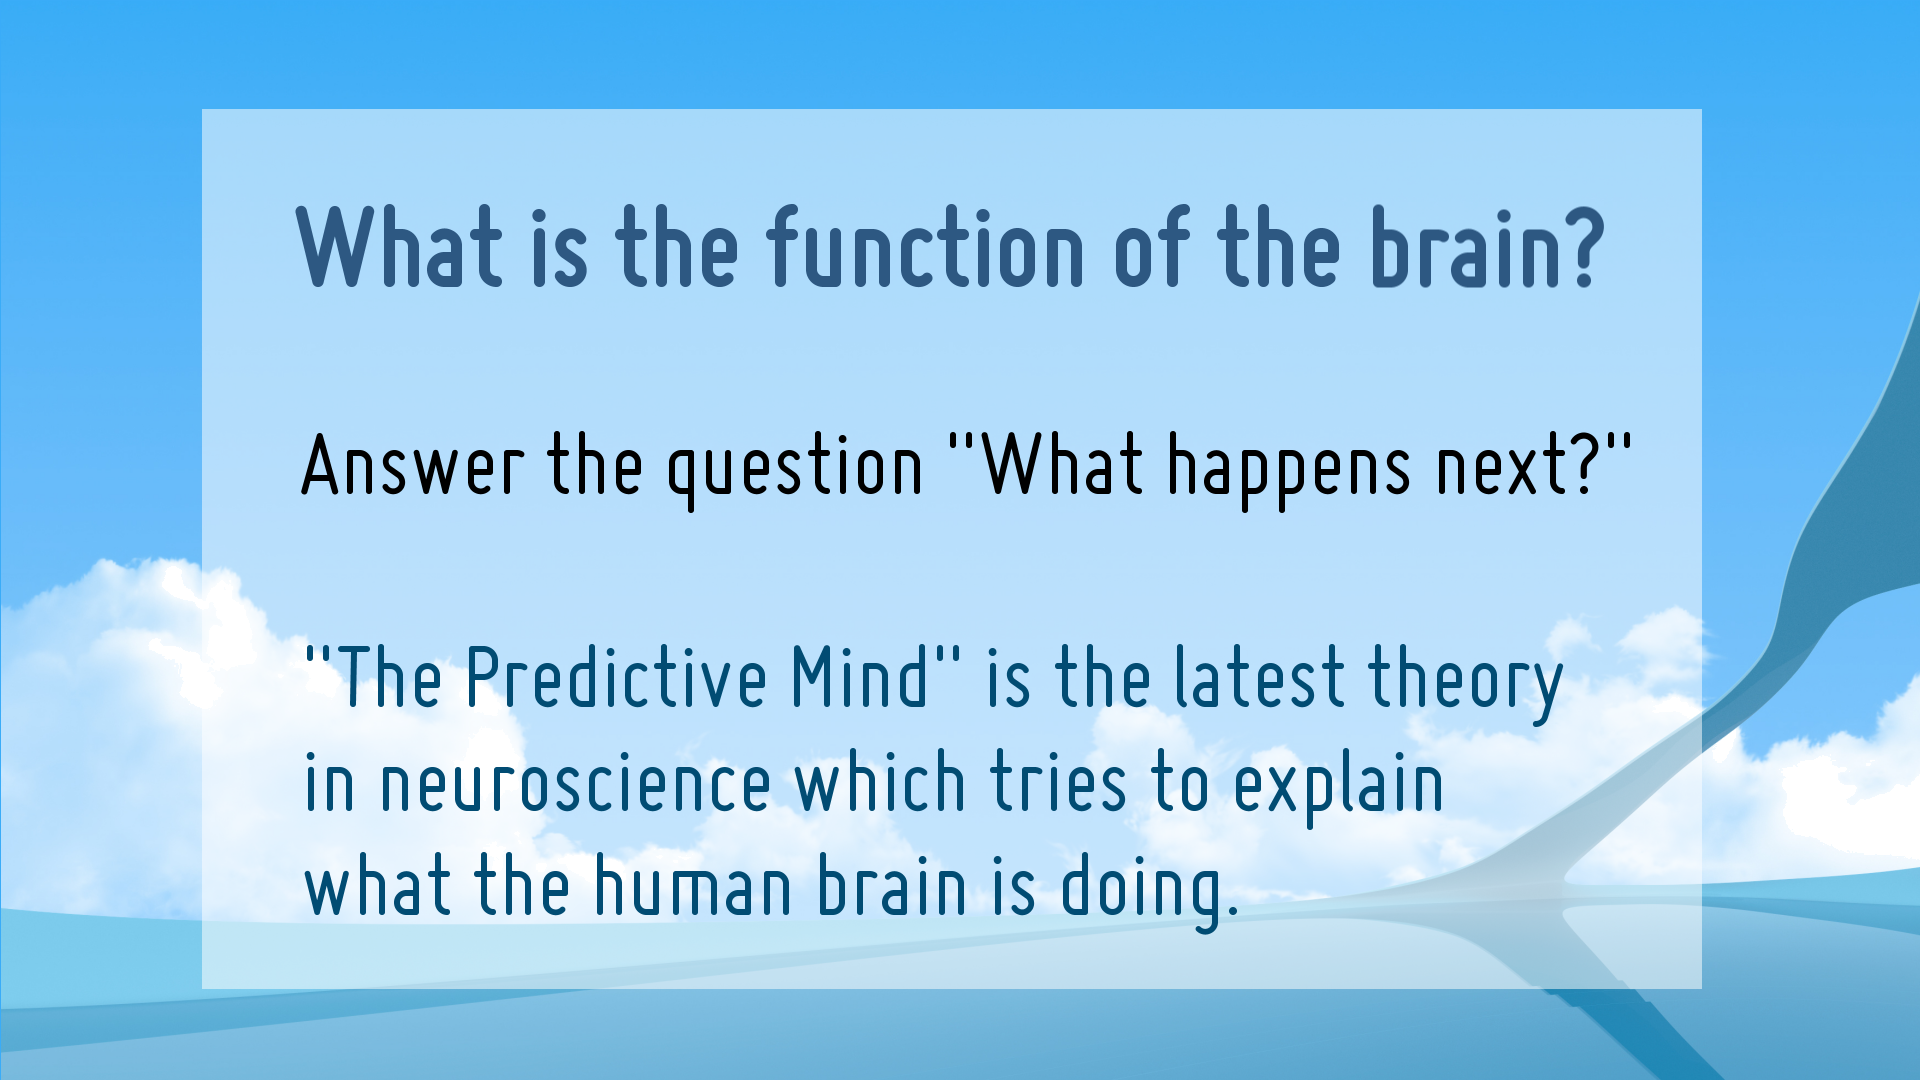 What is the function of the brain?
Answer the question "What happens next?"
"The Predictive Mind" is the latest theory
in neuroscience which tries to explain
what the human brain is doing.